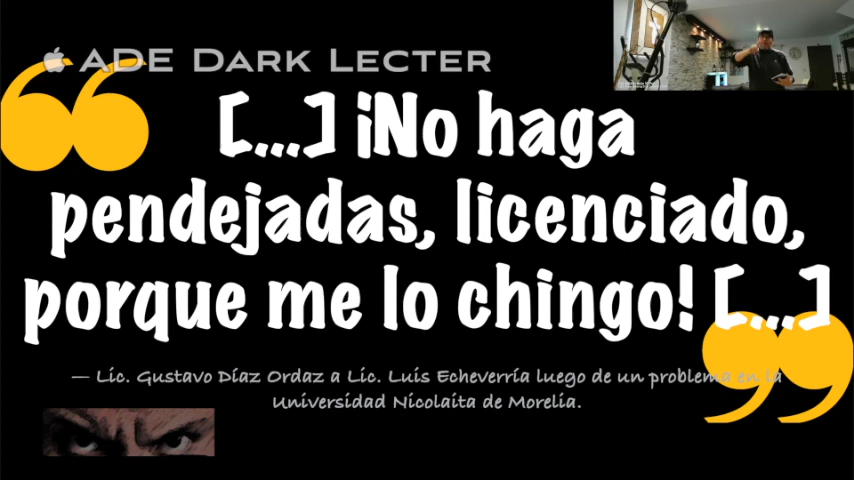 ADE Dark Lecter
[...] ¡No haga
pendejadas, licenciado,
porque me lo chingo! [...]
— Lic. Gustavo Díaz Ordaz a Lic. Luis Echeverría luego de un problema en la
Universidad Nicolaita de Morelia.